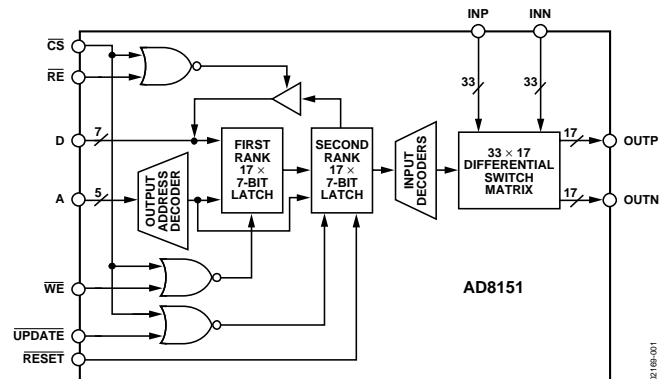 INP
INN
CS
RE
33
33
D
7
FIRST
RANK
17 ×
7-BIT
LATCH
SECOND
RANK
17 ×
7-BIT
LATCH
INPUT
DECODERS
33 × 17
DIFFERENTIAL
SWITCH
MATRIX
17
OUTP
17
OUTN
A
5
OUTPUT
ADDRESS
DECODER
WE
AD8151
UPDATE
RESET
02169-001